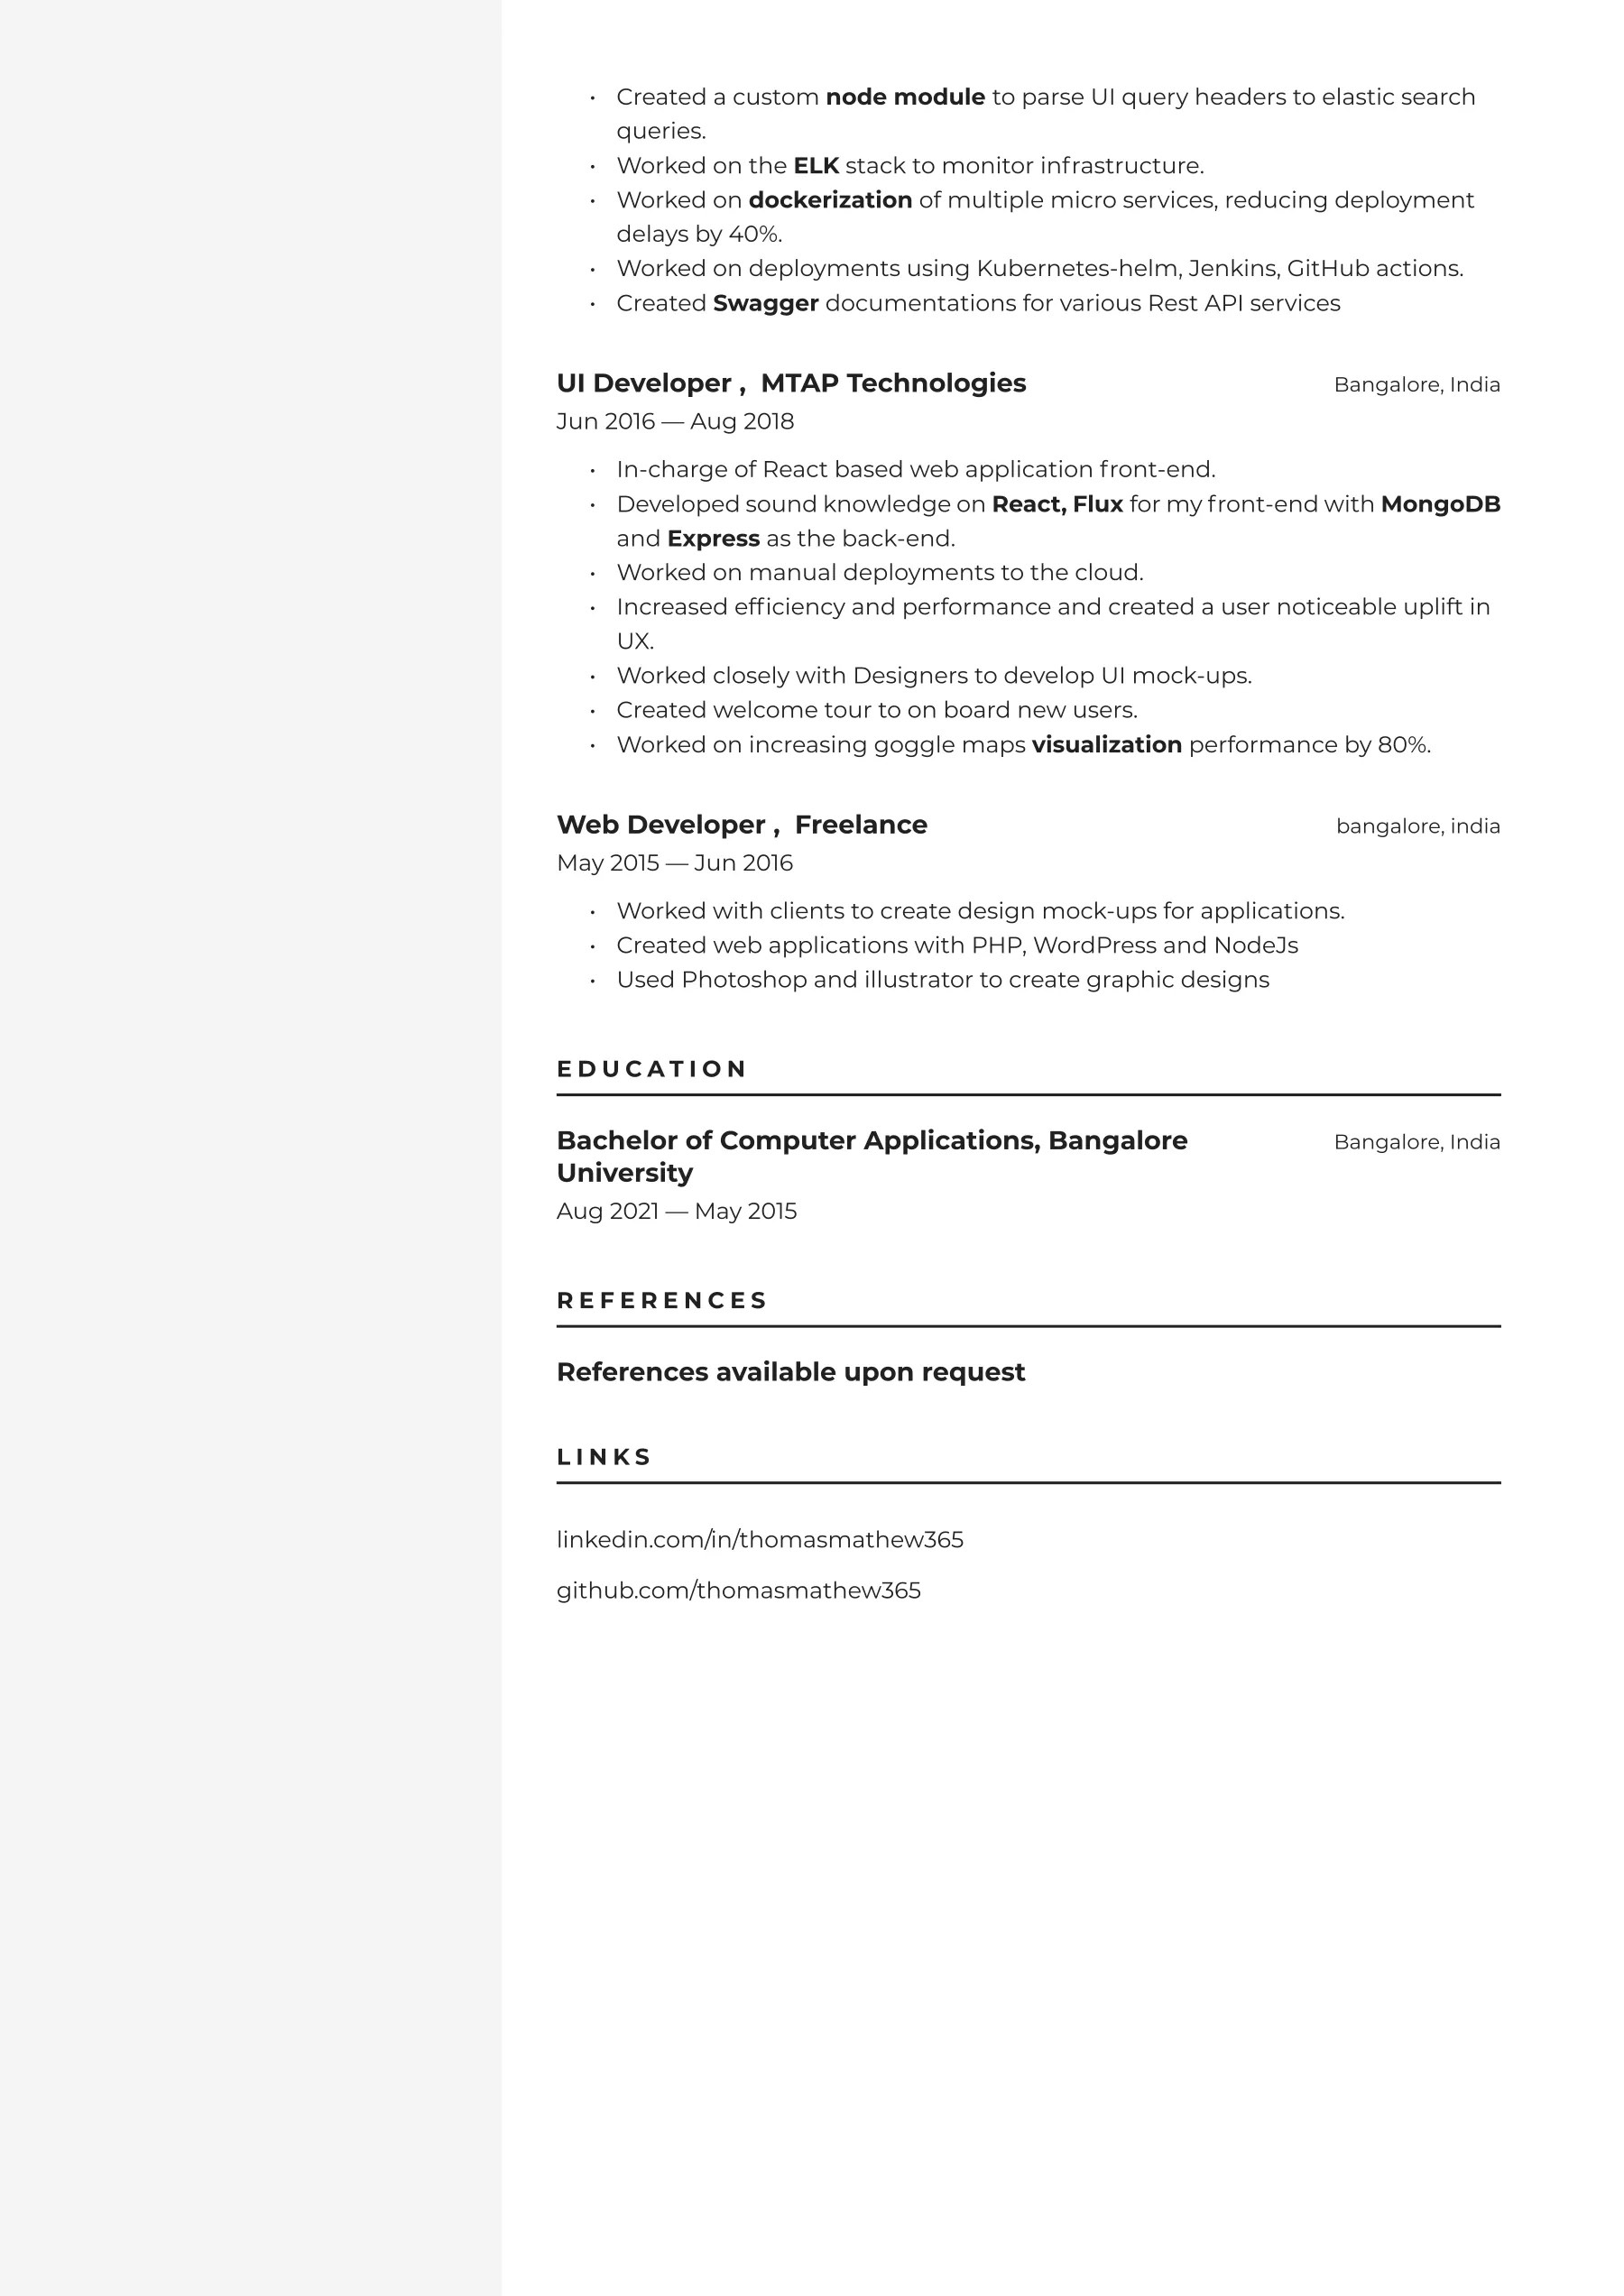 • Created a custom node module to parse UI query headers to elastic search
queries.
• Worked on the ELK stack to monitor infrastructure.
• Worked on dockerization of multiple micro services, reducing deployment
delays by 40%.
• Worked on deployments using Kubernetes-helm, Jenkins, GitHub actions.
• Created Swagger documentations for various Rest API services
UI Developer ,  MTAP Technologies
Bangalore, India
Jun 2016 — Aug 2018
• In-charge of React based web application front-end.
• Developed sound knowledge on React, Flux for my front-end with MongoDB
and Express as the back-end.
• Worked on manual deployments to the cloud.
• Increased efficiency and performance and created a user noticeable uplift in
UX.
• Worked closely with Designers to develop UI mock-ups.
• Created welcome tour to on board new users.
• Worked on increasing goggle maps visualization performance by 80%.
Web Developer ,  Freelance
bangalore, india
May 2015 — Jun 2016
• Worked with clients to create design mock-ups for applications.
• Created web applications with PHP, WordPress and NodeJs
• Used Photoshop and illustrator to create graphic designs
EDUCATION
Bachelor of Computer Applications, Bangalore
University
Bangalore, India
Aug 2021 — May 2015
REFERENCES
References available upon request
LINKS
linkedin.com/in/thomasmathew365
github.com/thomasmathew365